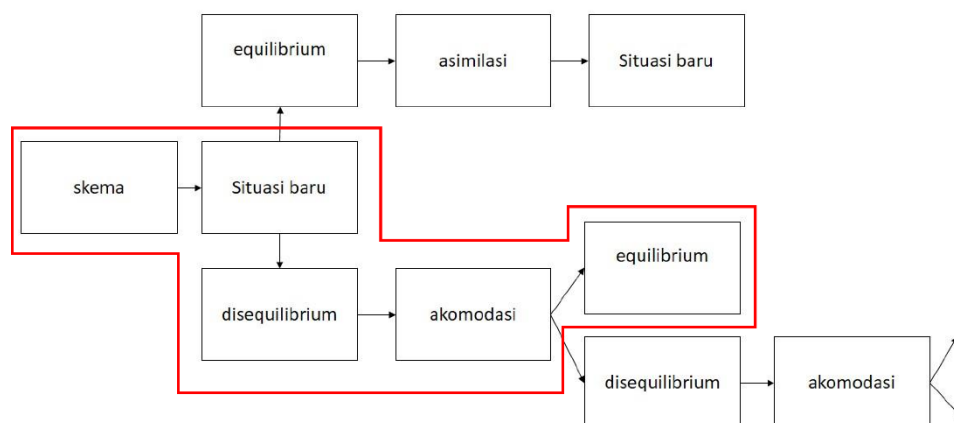 equilibrium
asimilasi
Situasi baru
skema
Situasi baru
equilibrium
disequilibrium
akomodasi
disequilibrium
akomodasi